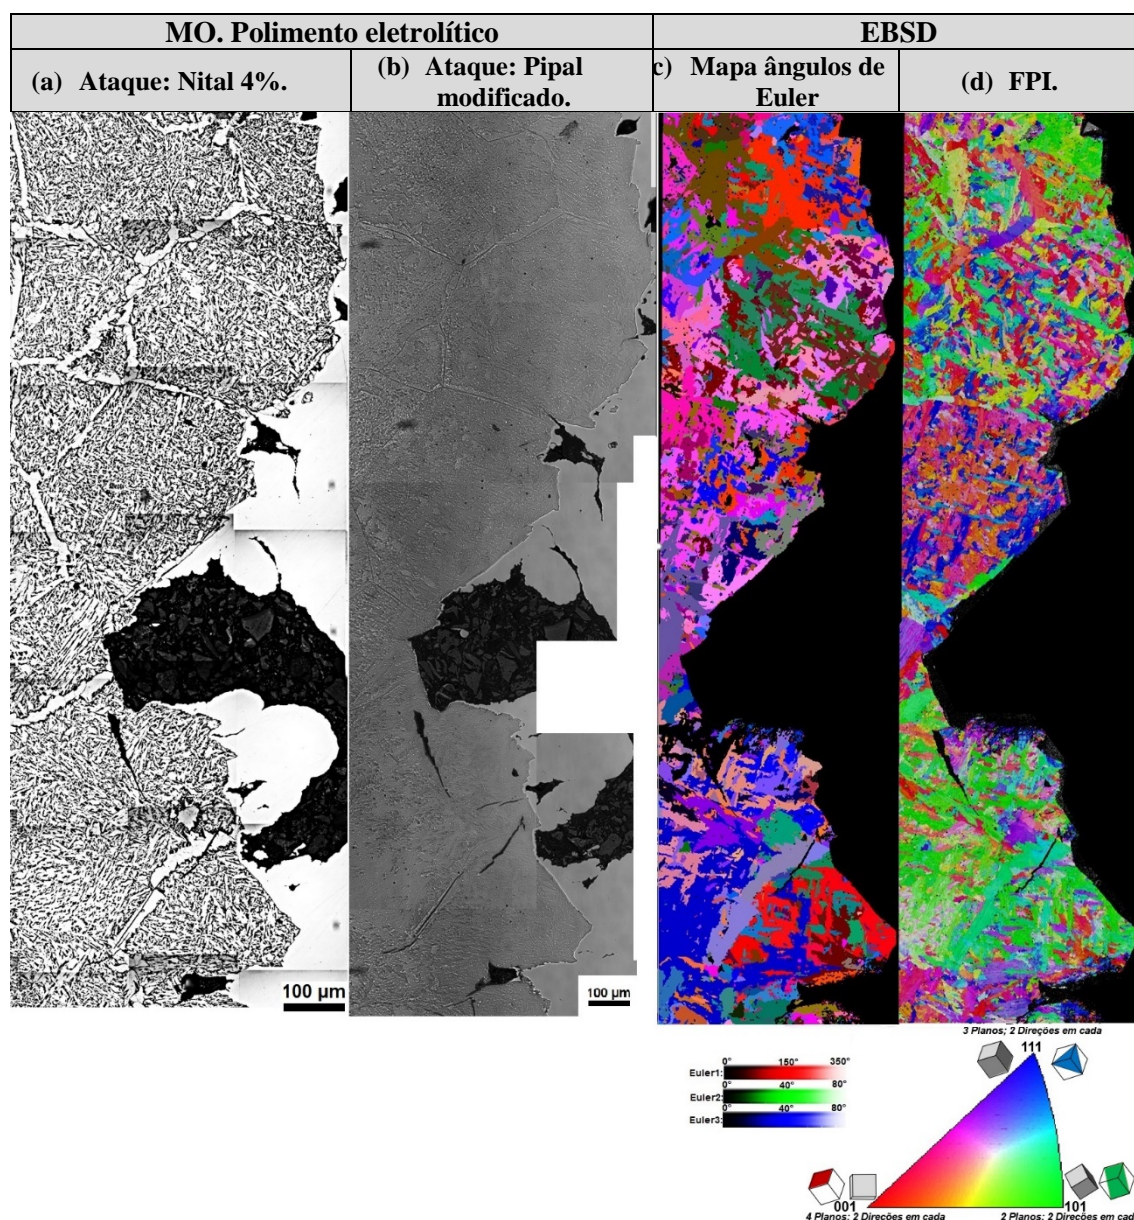 MO. Polimento eletrolítico
EBSD
(a) Ataque: Nital 4%.
(b) Ataque: Pipal
modificado.
c) Mapa ângulos de
Euler
(d) FPI.
100 µm
100 µm
3 Planos; 2 Direções em cada
111
0° 150° 350°
Euler1:
0° 40° 80°
Euler2:
0° 40° 80°
Euler3:
001
101
4 Planos; 2 Direções em cada
2 Planos; 2 Direções em cad